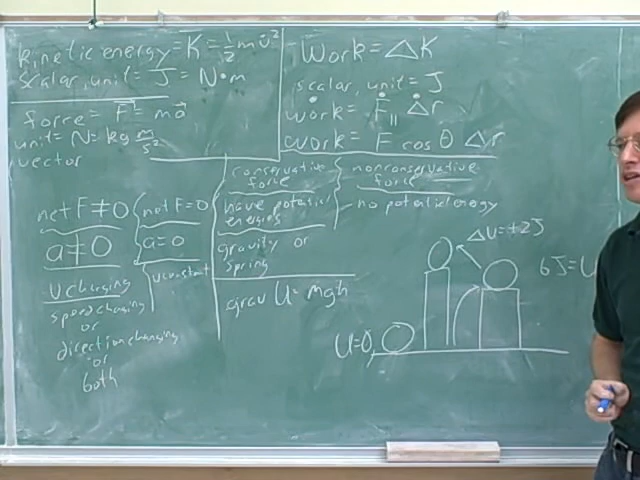 kinetic energy = K = 1/2 mv²
scalar, unit = J = N•m
force = F⃗ = ma⃗
unit = N = kg m/s²
vector
Work = ΔK
scalar, unit = J
work = F∥ Δr
work = F cos θ Δr
net F ≠ 0
a ≠ 0
v changing
speed changing
or
direction changing
or
both
net F = 0
a = 0
v constant
conservative
force
have potential
energies
gravity or
spring
grav U = mgh
nonconservative
force
no potential energy
ΔU = +2J
6J = U
U = 0